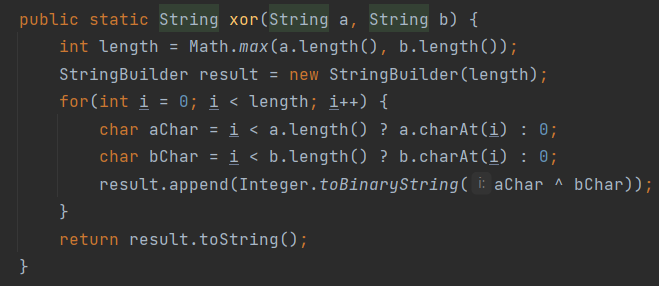 public static String xor(String a, String b) {
    int length = Math.max(a.length(), b.length());
    StringBuilder result = new StringBuilder(length);
    for(int i = 0; i < length; i++) {
        char aChar = i < a.length() ? a.charAt(i) : 0;
        char bChar = i < b.length() ? b.charAt(i) : 0;
        result.append(Integer.toBinaryString( i: aChar ^ bChar));
    }
    return result.toString();
}